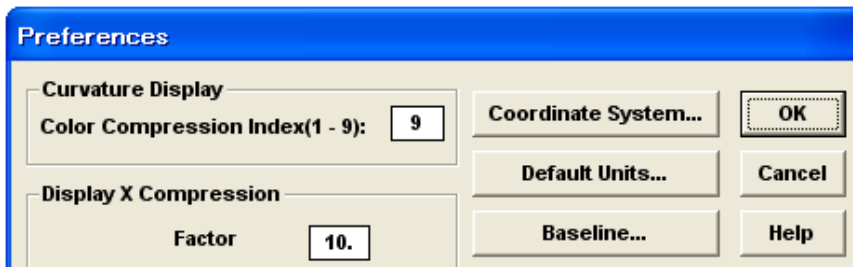 Preferences
Curvature Display
Color Compression Index(1 - 9): 9
Display X Compression
Factor 10.
Coordinate System...
Default Units...
Baseline...
OK
Cancel
Help